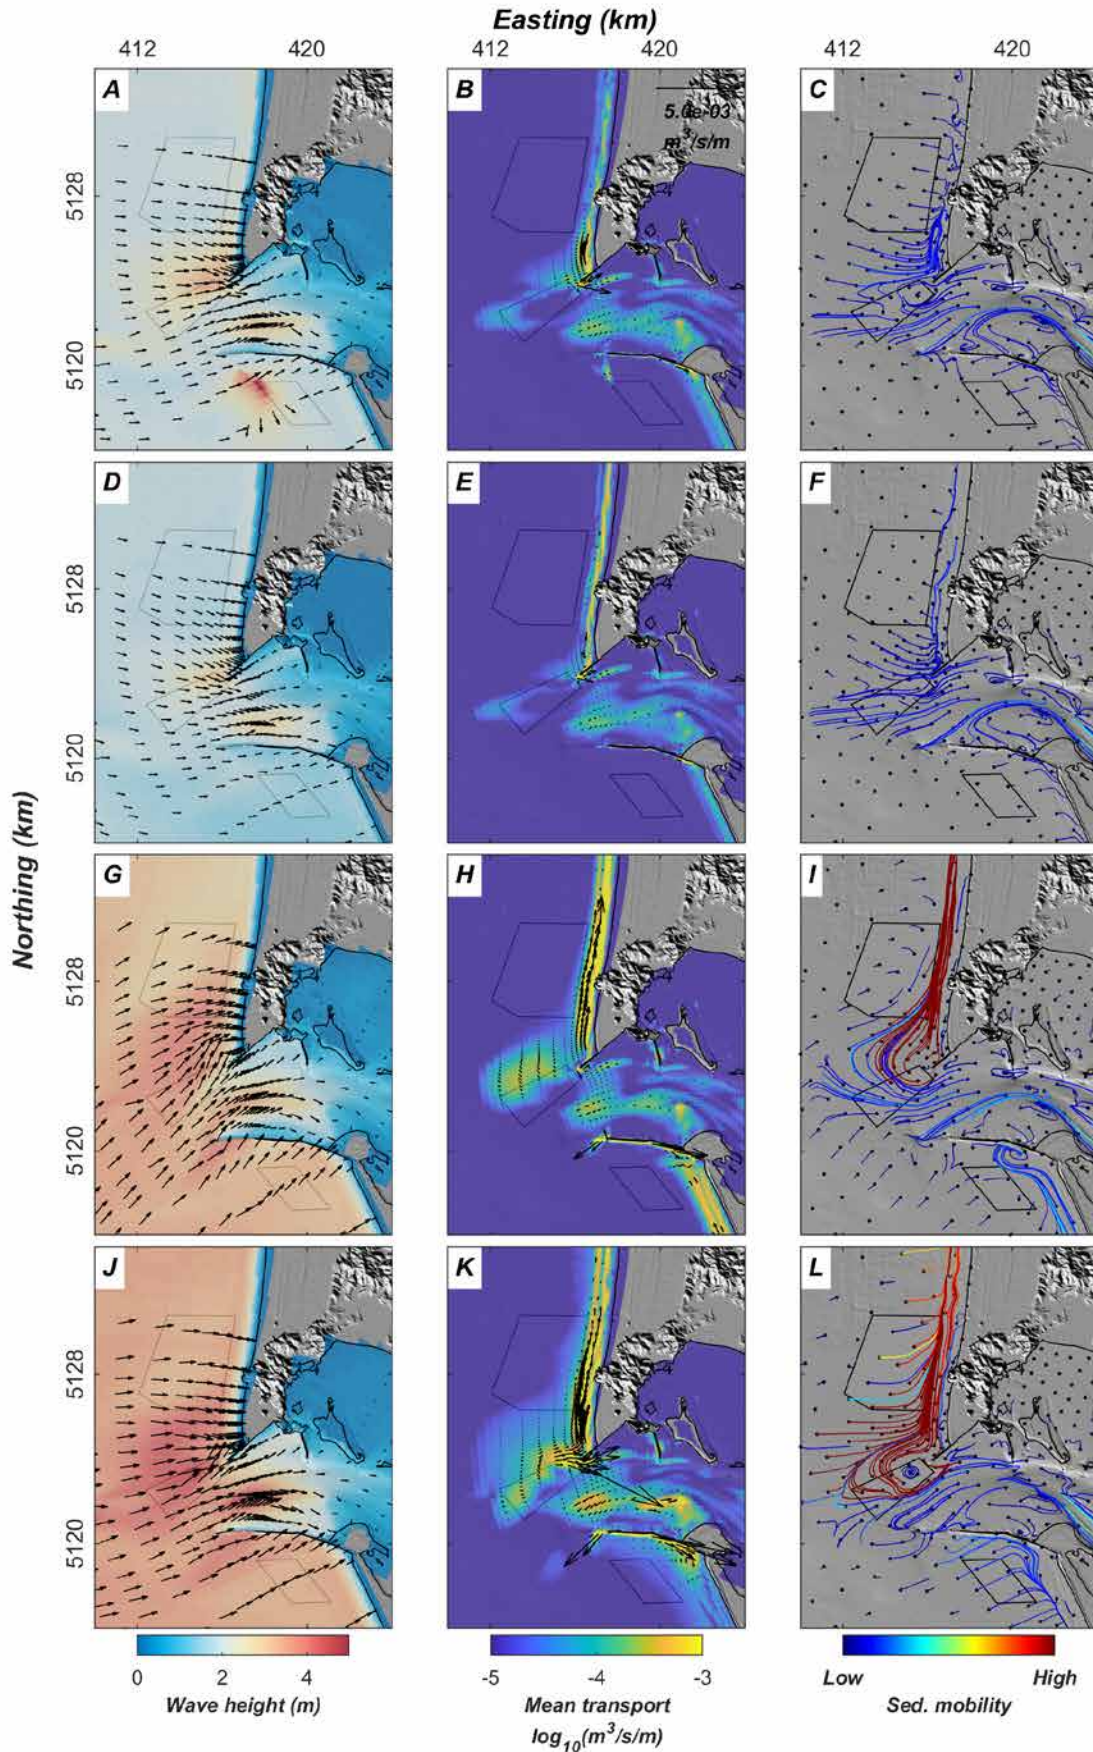 Easting (km)
412 420 412 420 412 420
A B C
5.0e-03
m³/s/m
5128
5120
D E F
5128
5120
Northing (km)
G H I
5128
5120
J K L
5128
5120
0 2 4 -5 -4 -3 Low High
Wave height (m) Mean transport Sed. mobility
log₁₀(m³/s/m)